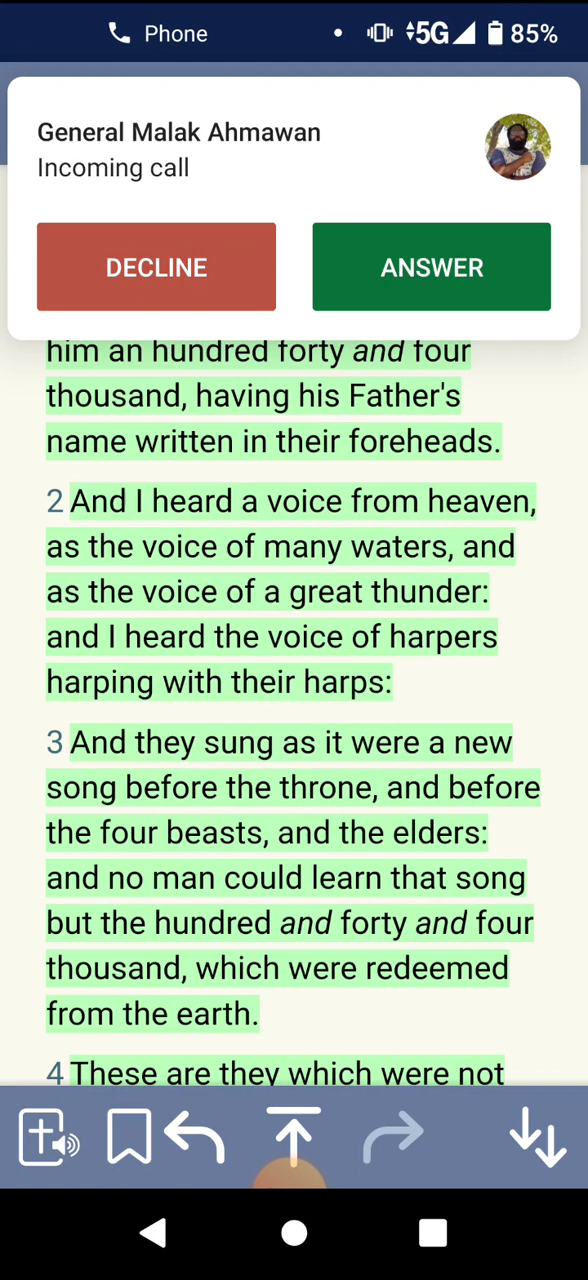 Phone
5G 85%
General Malak Ahmawan
Incoming call
DECLINE
ANSWER
him an hundred forty and four
thousand, having his Father's
name written in their foreheads.
2 And I heard a voice from heaven,
as the voice of many waters, and
as the voice of a great thunder:
and I heard the voice of harpers
harping with their harps:
3 And they sung as it were a new
song before the throne, and before
the four beasts, and the elders:
and no man could learn that song
but the hundred and forty and four
thousand, which were redeemed
from the earth.
4 These are they which were not